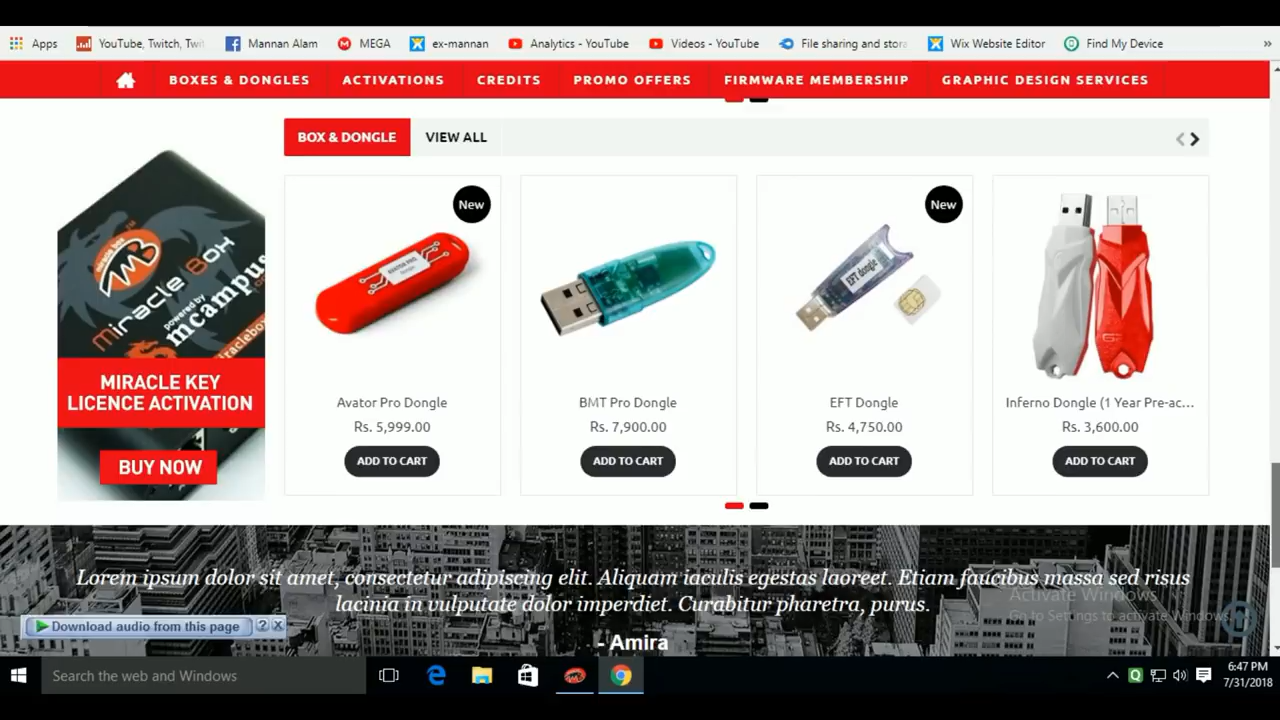 Apps YouTube, Twitch, Twi Mannan Alam MEGA ex-mannan Analytics - YouTube Videos - YouTube File sharing and stora Wix Website Editor Find My Device »
BOXES & DONGLES ACTIVATIONS CREDITS PROMO OFFERS FIRMWARE MEMBERSHIP GRAPHIC DESIGN SERVICES
BOX & DONGLE VIEW ALL
New
New
Miracle Box
powered by
mcampus
MIRACLE KEY
LICENCE ACTIVATION
BUY NOW
AVATOR PRO
EFT dongle
Avator Pro Dongle BMT Pro Dongle EFT Dongle Inferno Dongle (1 Year Pre-ac...
Rs. 5,999.00 Rs. 7,900.00 Rs. 4,750.00 Rs. 3,600.00
ADD TO CART ADD TO CART ADD TO CART ADD TO CART
Lorem ipsum dolor sit amet, consectetur adipiscing elit. Aliquam iaculis egestas laoreet. Etiam faucibus massa sed risus
lacinia in vulputate dolor imperdiet. Curabitur pharetra, purus.
- Amira
Activate Windows
Go to Settings to activate Windows.
Download audio from this page ? X
Search the web and Windows
6:47 PM
7/31/2018